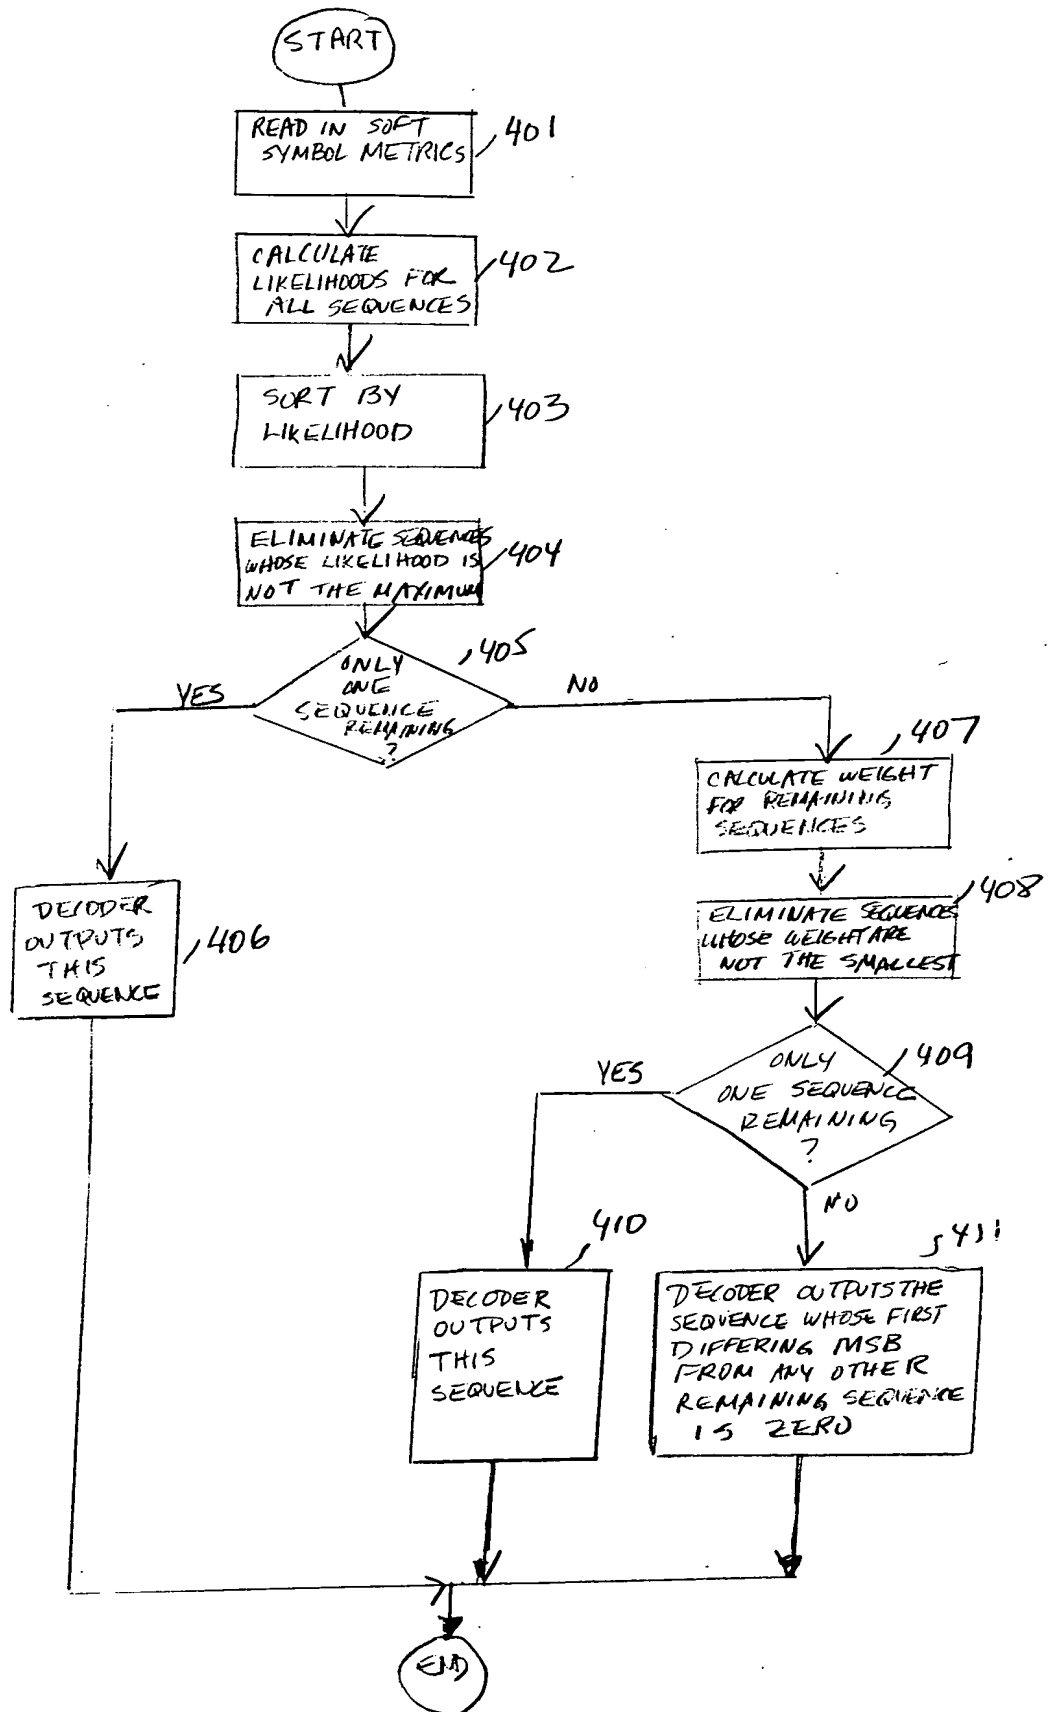 START
READ IN SOFT
SYMBOL METRICS
401
CALCULATE
LIKELIHOODS FOR
ALL SEQUENCES
402
SORT BY
LIKELIHOOD
403
ELIMINATE SEQUENCES
WHOSE LIKELIHOOD IS
NOT THE MAXIMUM
404
405
ONLY
ONE
SEQUENCE
REMAINING
?
YES
NO
407
CALCULATE WEIGHT
FOR REMAINING
SEQUENCES
408
ELIMINATE SEQUENCES
WHOSE WEIGHT ARE
NOT THE SMALLEST
DECODER
OUTPUTS
THIS
SEQUENCE
406
409
ONLY
ONE SEQUENCE
REMAINING
?
YES
NO
410
DECODER
OUTPUTS
THIS
SEQUENCE
411
DECODER OUTPUTS THE
SEQUENCE WHOSE FIRST
DIFFERING MSB
FROM ANY OTHER
REMAINING SEQUENCE
IS ZERO
END